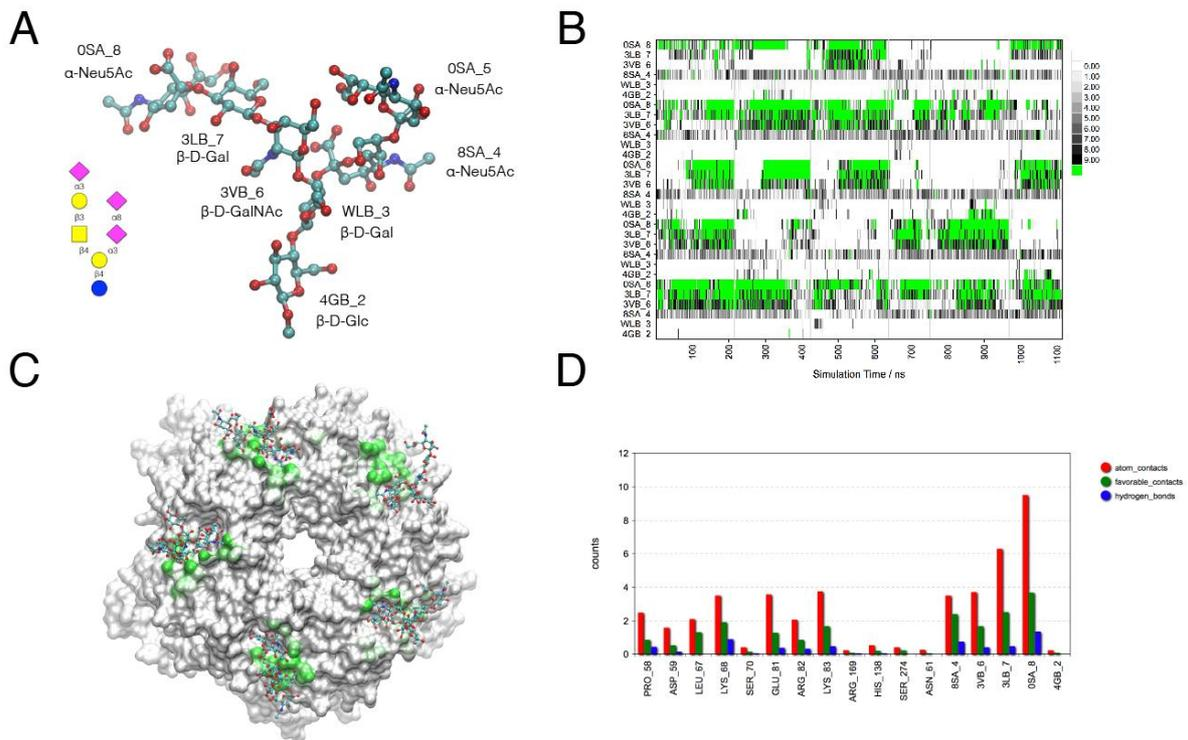 A
0SA_8
α-Neu5Ac
0SA_5
α-Neu5Ac
3LB_7
β-D-Gal
8SA_4
α-Neu5Ac
3VB_6
β-D-GalNAc
WLB_3
β-D-Gal
4GB_2
β-D-Glc
α3
β3
α8
β4
α3
β4
B
0SA_8
3LB_7
3VB_6
8SA_4
WLB_3
4GB_2
0SA_8
3LB_7
3VB_6
8SA_4
WLB_3
4GB_2
0SA_8
3LB_7
3VB_6
8SA_4
WLB_3
4GB_2
0SA_8
3LB_7
3VB_6
8SA_4
WLB_3
4GB_2
0SA_8
3LB_7
3VB_6
8SA_4
WLB_3
4GB_2
0.00
1.00
2.00
3.00
4.00
5.00
6.00
7.00
8.00
9.00
100
200
300
400
500
600
700
800
900
1000
1100
Simulation Time / ns
C
D
12
10
8
6
4
2
0
counts
PRO_58
ASP_59
LEU_67
LYS_68
SER_70
GLU_81
ARG_82
LYS_83
ARG_169
HIS_138
SER_274
ASN_61
8SA_4
3VB_6
3LB_7
0SA_8
4GB_2
atom_contacts
favorable_contacts
hydrogen_bonds